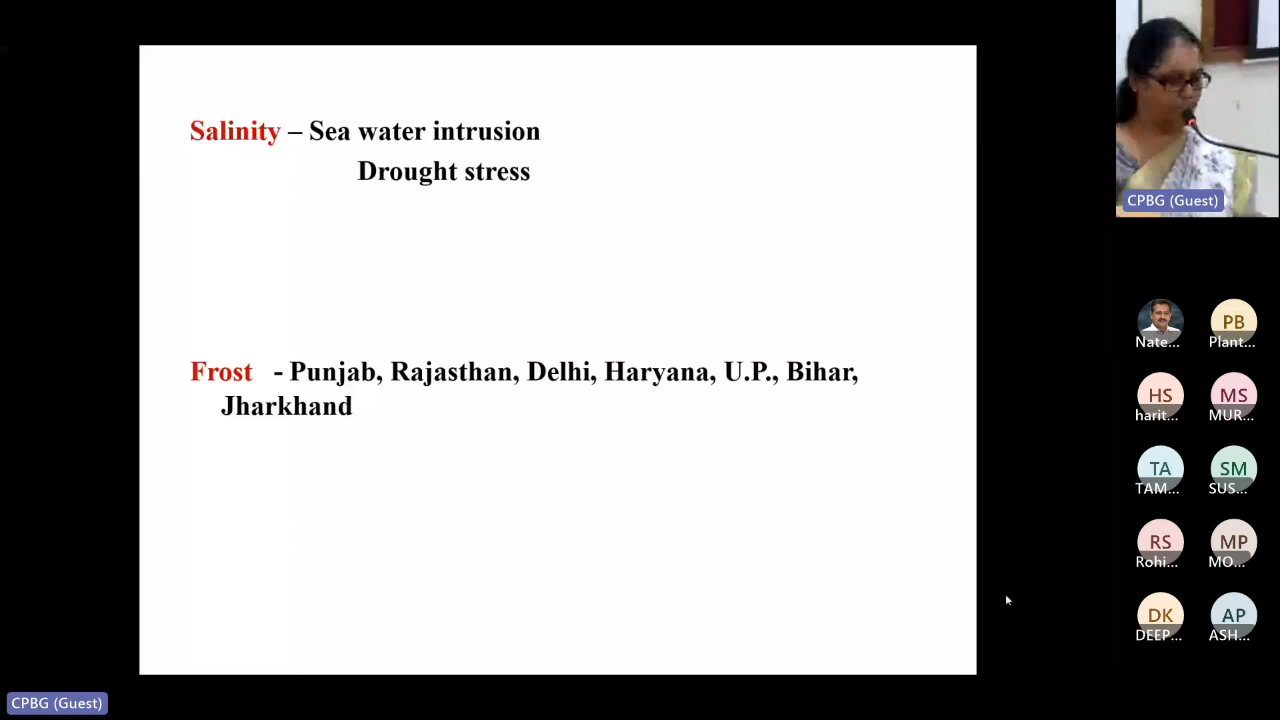 Salinity – Sea water intrusion
Drought stress
Frost - Punjab, Rajasthan, Delhi, Haryana, U.P., Bihar,
Jharkhand
CPBG (Guest)
Nate...
PB
Plant...
HS
harit...
MS
MUR...
TA
TAM...
SM
SUS...
RS
Rohi...
MP
MO...
DK
DEEP...
AP
ASH...
CPBG (Guest)